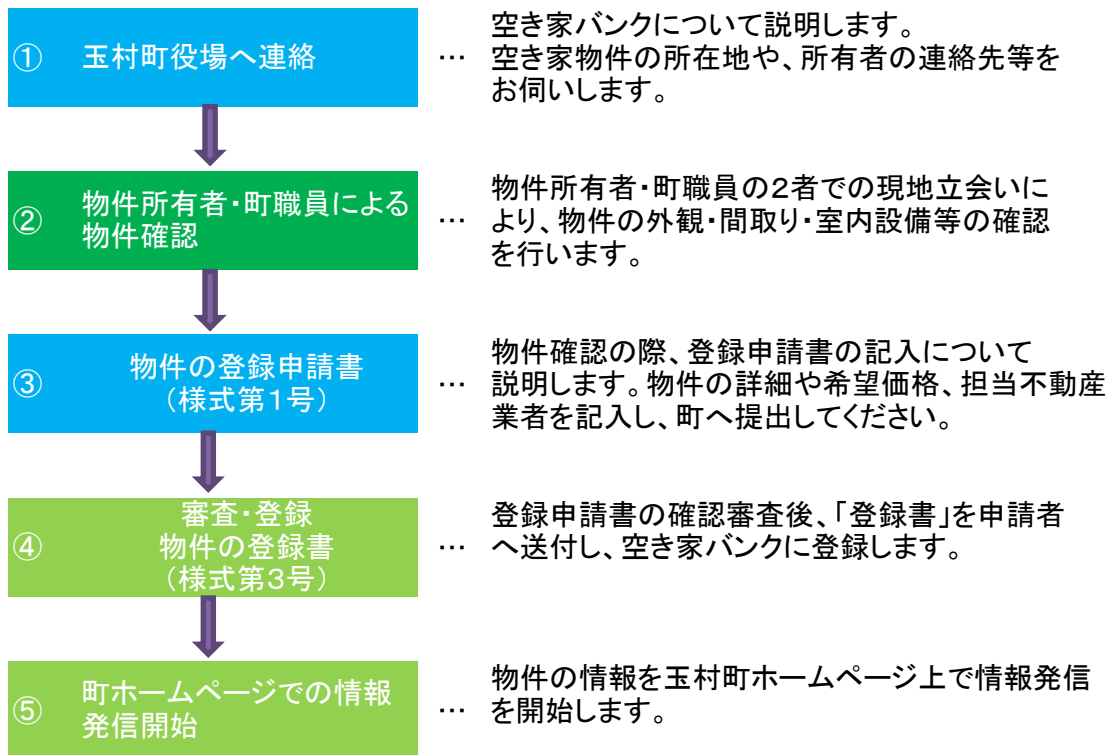 ① 玉村町役場へ連絡
…
空き家バンクについて説明します。
空き家物件の所在地や、所有者の連絡先等を
お伺いします。
② 物件所有者・町職員による
物件確認
…
物件所有者・町職員の2者での現地立会いに
より、物件の外観・間取り・室内設備等の確認
を行います。
③ 物件の登録申請書
(様式第1号)
…
物件確認の際、登録申請書の記入について
説明します。物件の詳細や希望価格、担当不動産
業者を記入し、町へ提出してください。
④ 審査・登録
物件の登録書
(様式第3号)
…
登録申請書の確認審査後、「登録書」を申請者
へ送付し、空き家バンクに登録します。
⑤ 町ホームページでの情報
発信開始
…
物件の情報を玉村町ホームページ上で情報発信
を開始します。